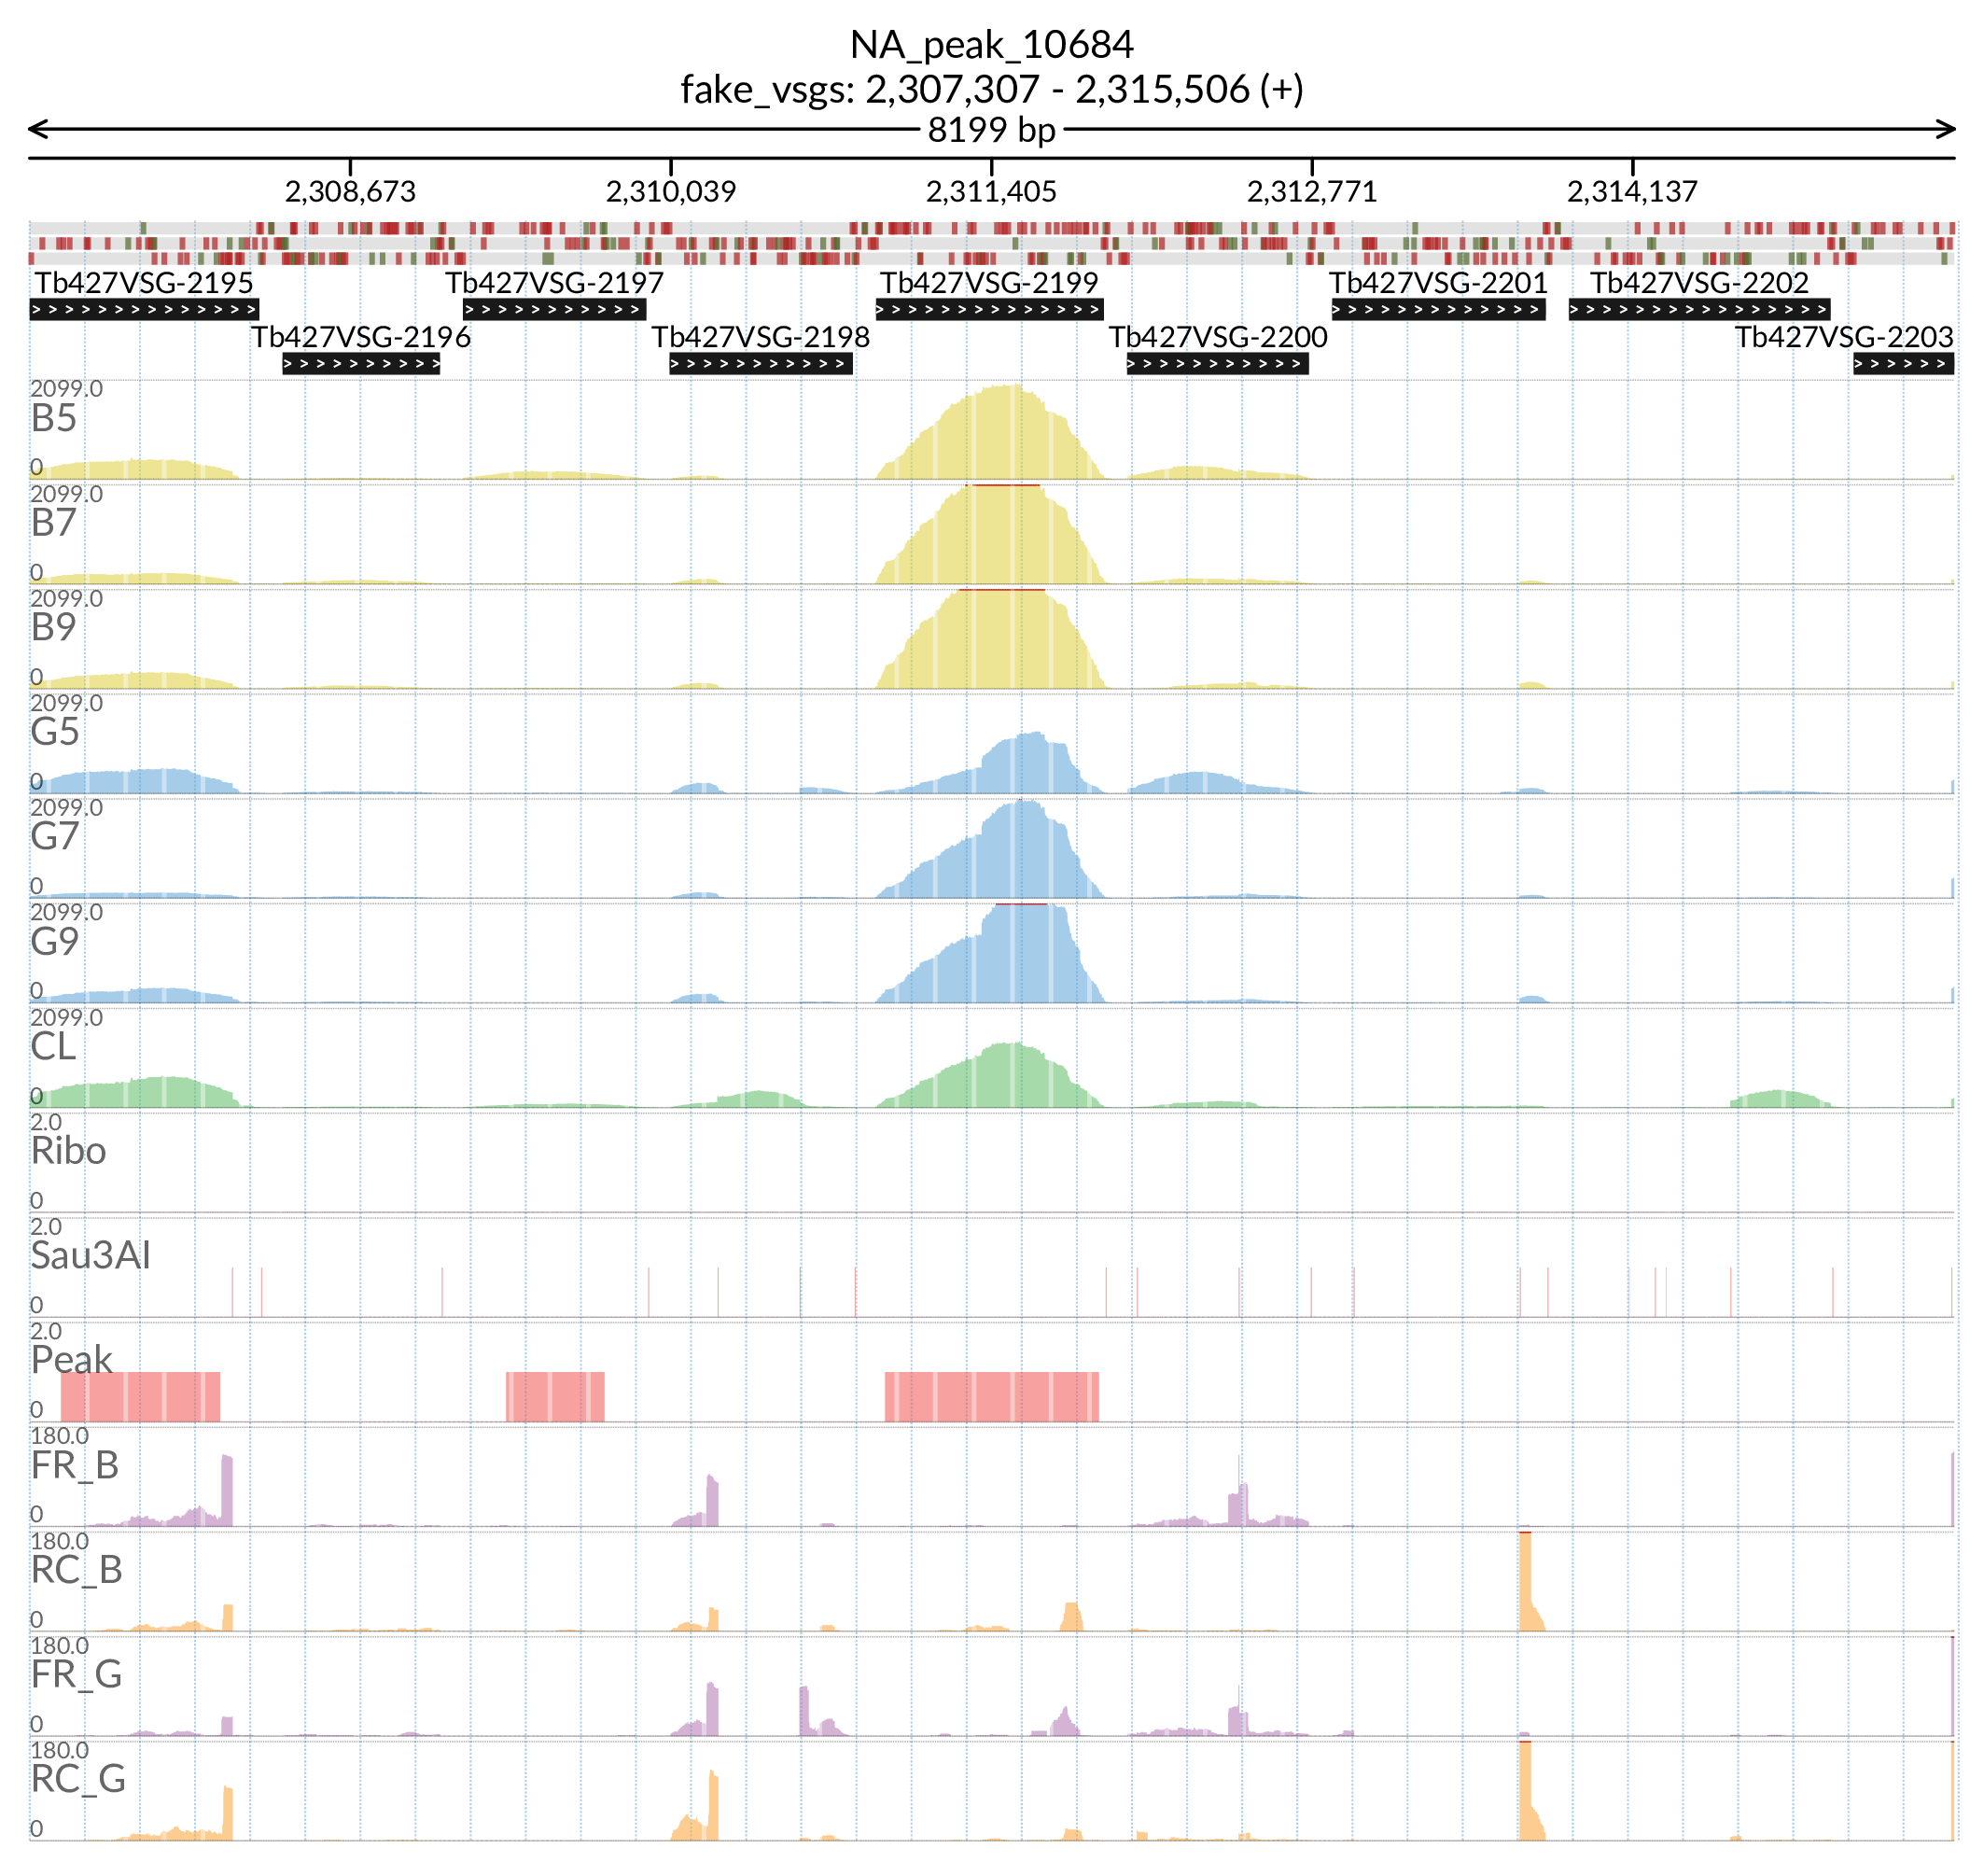 NA_peak_10684
fake_vsgs: 2,307,307 - 2,315,506 (+)
8199 bp
2,308,673 2,310,039 2,311,405 2,312,771 2,314,137
Tb427VSG-2195 Tb427VSG-2197 Tb427VSG-2199 Tb427VSG-2201 Tb427VSG-2202
Tb427VSG-2196 Tb427VSG-2198 Tb427VSG-2200 Tb427VSG-2203
2099.0
B5
0
2099.0
B7
0
2099.0
B9
0
2099.0
G5
0
2099.0
G7
0
2099.0
G9
0
2099.0
CL
0
2.0
Ribo
0
2.0
Sau3AI
0
2.0
Peak
0
180.0
FR_B
0
180.0
RC_B
0
180.0
FR_G
0
180.0
RC_G
0